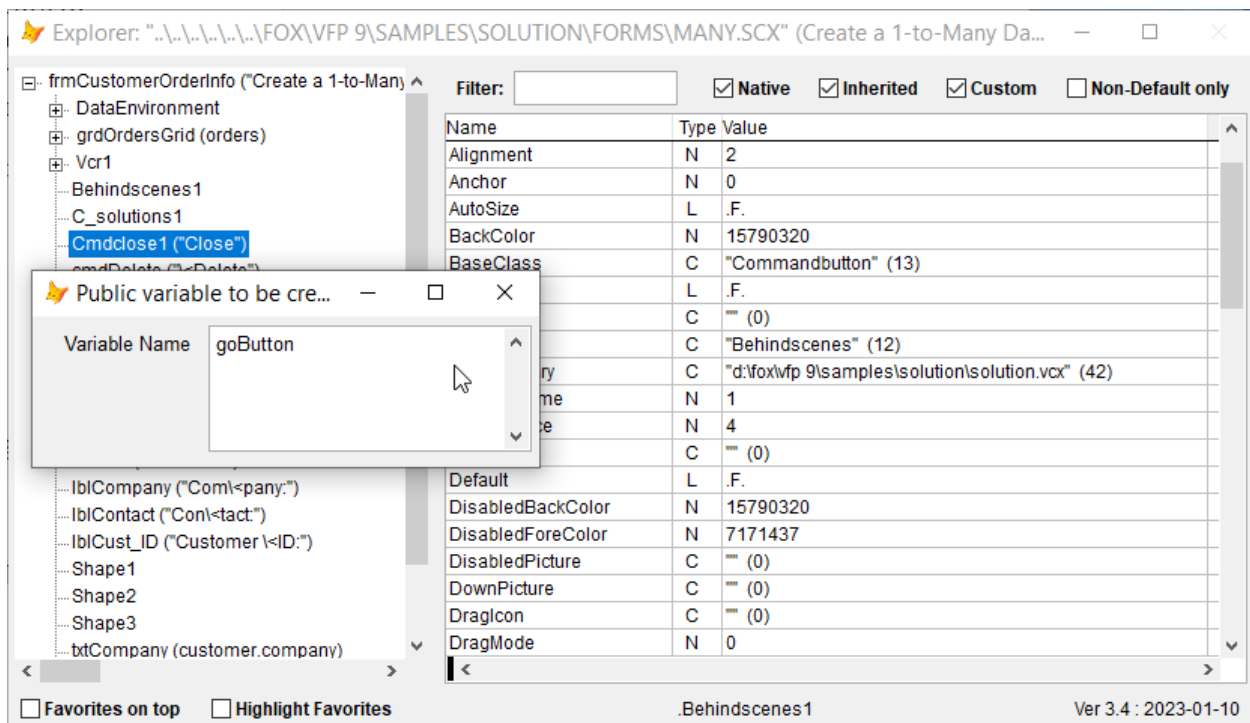 Explorer: "..\..\..\..\..\..\FOX\VFP 9\SAMPLES\SOLUTION\FORMS\MANY.SCX" (Create a 1-to-Many Da...
frmCustomerOrderInfo ("Create a 1-to-Many
DataEnvironment
grdOrdersGrid (orders)
Vcr1
Behindscenes1
C_solutions1
Cmdclose1 ("Close")
cmdDelete ("\<Delete")
Public variable to be cre...
Variable Name goButton
lblCompany ("Com\<pany:")
lblContact ("Con\<tact:")
lblCust_ID ("Customer \<ID:")
Shape1
Shape2
Shape3
txtCompany (customer.company)
Filter: Native Inherited Custom Non-Default only
Name Type Value
Alignment N 2
Anchor N 0
AutoSize L .F.
BackColor N 15790320
BaseClass C "Commandbutton" (13)
L .F.
C "" (0)
C "Behindscenes" (12)
ry C "d:\fox\vfp 9\samples\solution\solution.vcx" (42)
me N 1
ce N 4
C "" (0)
Default L .F.
DisabledBackColor N 15790320
DisabledForeColor N 7171437
DisabledPicture C "" (0)
DownPicture C "" (0)
DragIcon C "" (0)
DragMode N 0
Favorites on top Highlight Favorites .Behindscenes1 Ver 3.4 : 2023-01-10